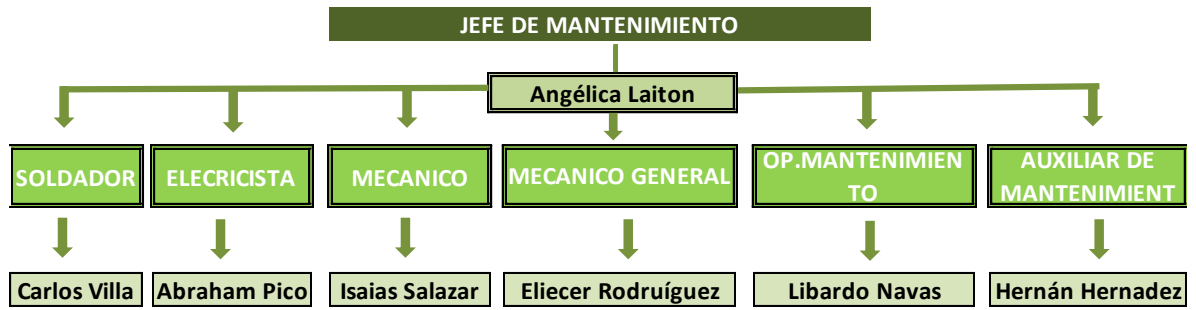 JEFE DE MANTENIMIENTO
Angélica Laiton
SOLDADOR
ELECRICISTA
MECANICO
MECANICO GENERAL
OP.MANTENIMIEN
TO
AUXILIAR DE
MANTENIMIENT
Carlos Villa
Abraham Pico
Isaias Salazar
Eliecer Rodruíguez
Libardo Navas
Hernán Hernadez